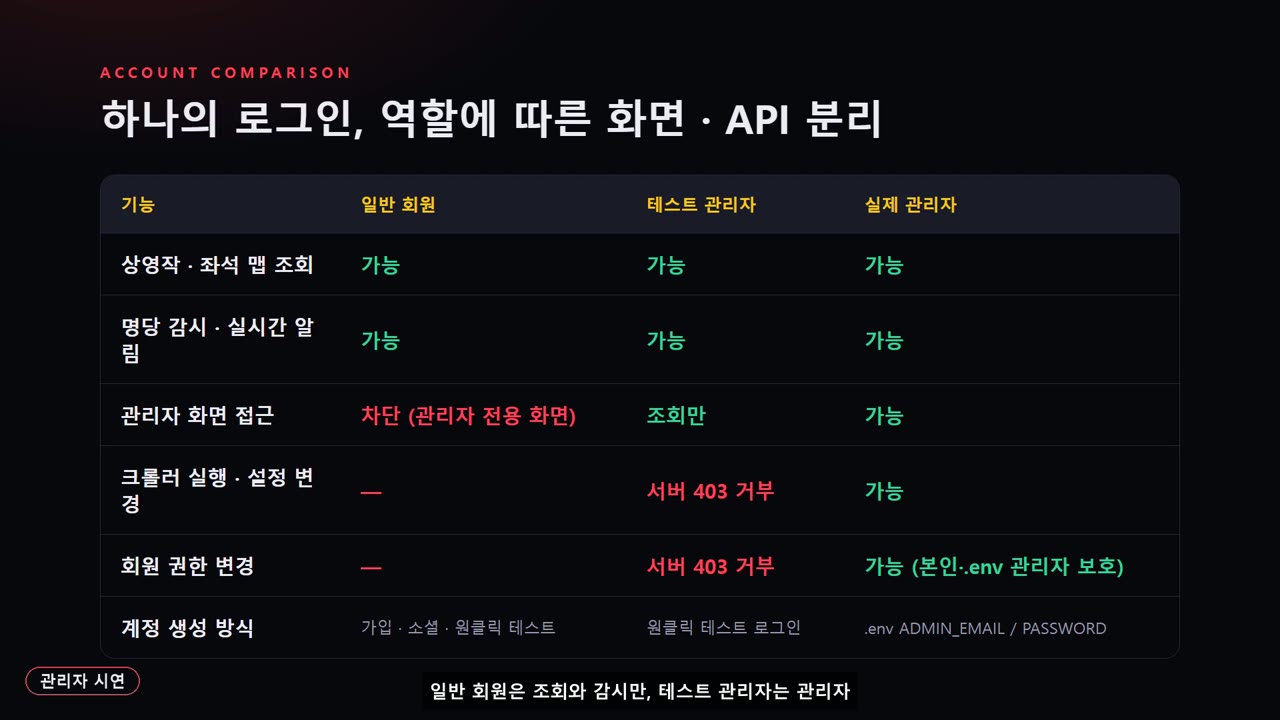 ACCOUNT COMPARISON
하나의 로그인, 역할에 따른 화면 · API 분리
기능 일반 회원 테스트 관리자 실제 관리자
상영작 · 좌석 맵 조회 가능 가능 가능
명당 감시 · 실시간 알
림 가능 가능 가능
관리자 화면 접근 차단 (관리자 전용 화면) 조회만 가능
크롤러 실행 · 설정 변
경 — 서버 403 거부 가능
회원 권한 변경 — 서버 403 거부 가능 (본인·.env 관리자 보호)
계정 생성 방식 가입 · 소셜 · 원클릭 테스트 원클릭 테스트 로그인 .env ADMIN_EMAIL / PASSWORD
관리자 시연
일반 회원은 조회와 감시만, 테스트 관리자는 관리자